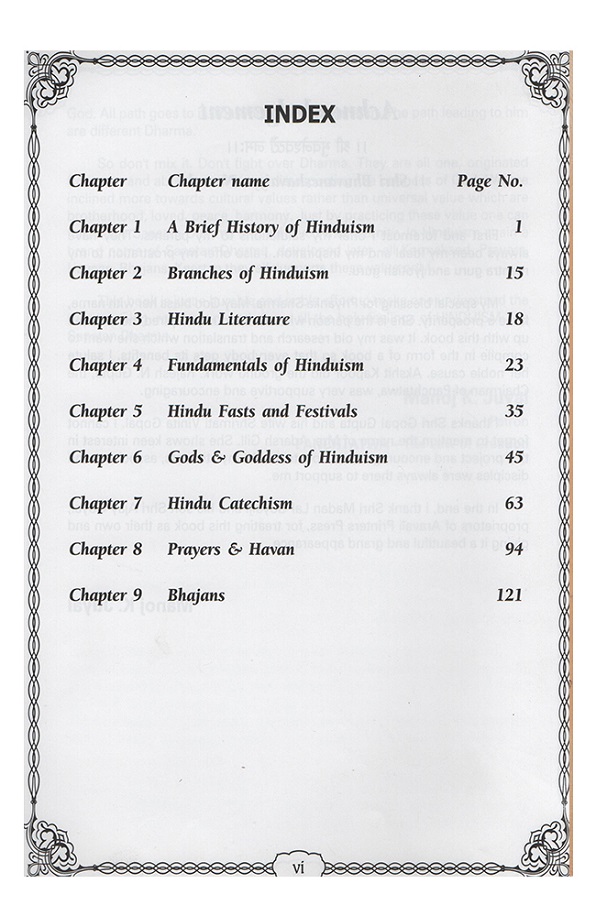 INDEX
Chapter Chapter name Page No.
Chapter 1 A Brief History of Hinduism 1
Chapter 2 Branches of Hinduism 15
Chapter 3 Hindu Literature 18
Chapter 4 Fundamentals of Hinduism 23
Chapter 5 Hindu Fasts and Festivals 35
Chapter 6 Gods & Goddess of Hinduism 45
Chapter 7 Hindu Catechism 63
Chapter 8 Prayers & Havan 94
Chapter 9 Bhajans 121
vi